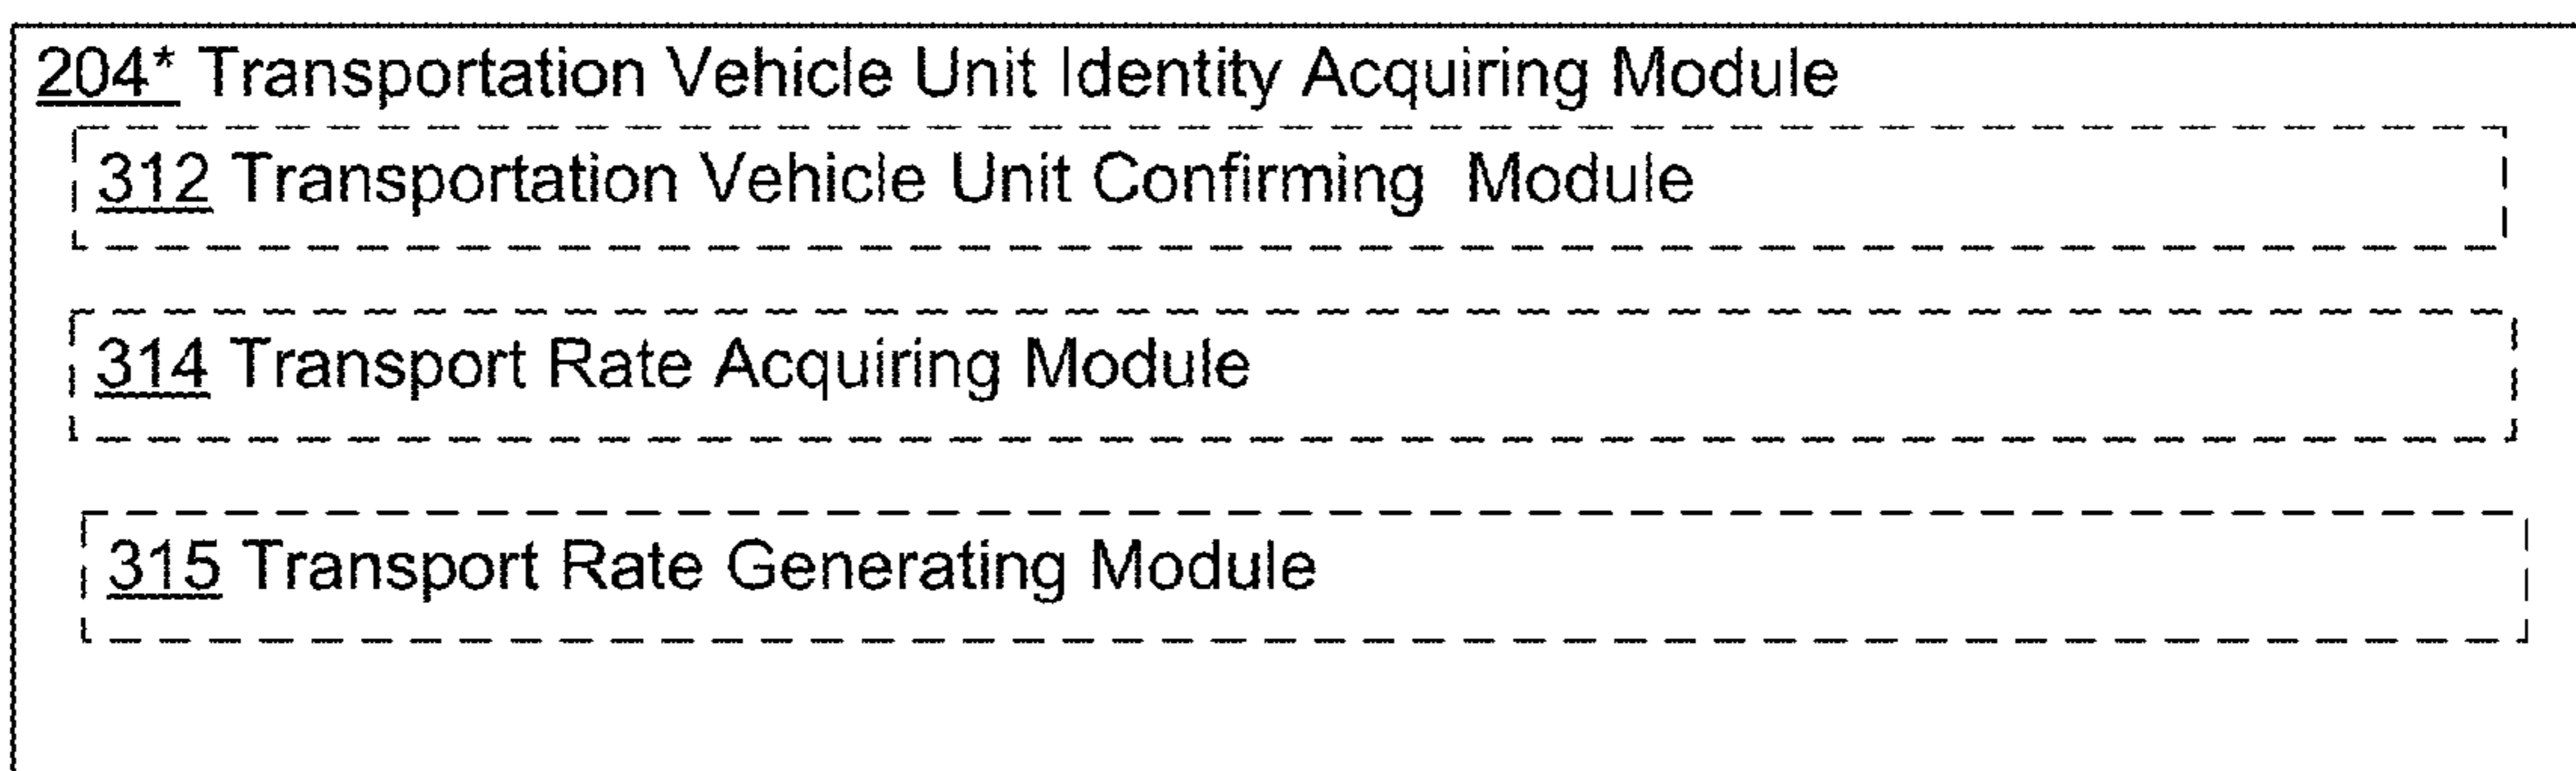 204* Transportation Vehicle Unit Identity Acquiring Module
312 Transportation Vehicle Unit Confirming Module
314 Transport Rate Acquiring Module
315 Transport Rate Generating Module